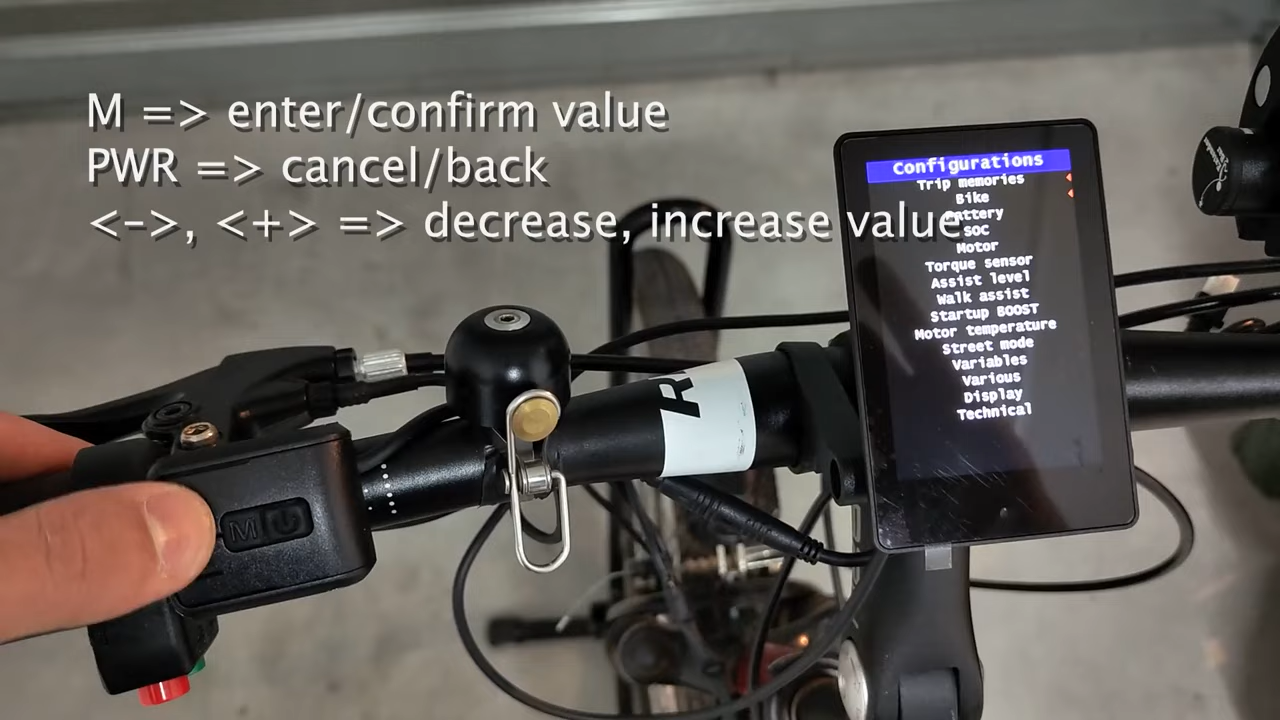 M => enter/confirm value
PWR => cancel/back
<->, <+> => decrease, increase value
Configurations
Trip memories
Bike
Battery
SOC
Motor
Torque sensor
Assist level
Walk assist
Startup BOOST
Motor temperature
Street mode
Variables
Various
Display
Technical
M
R